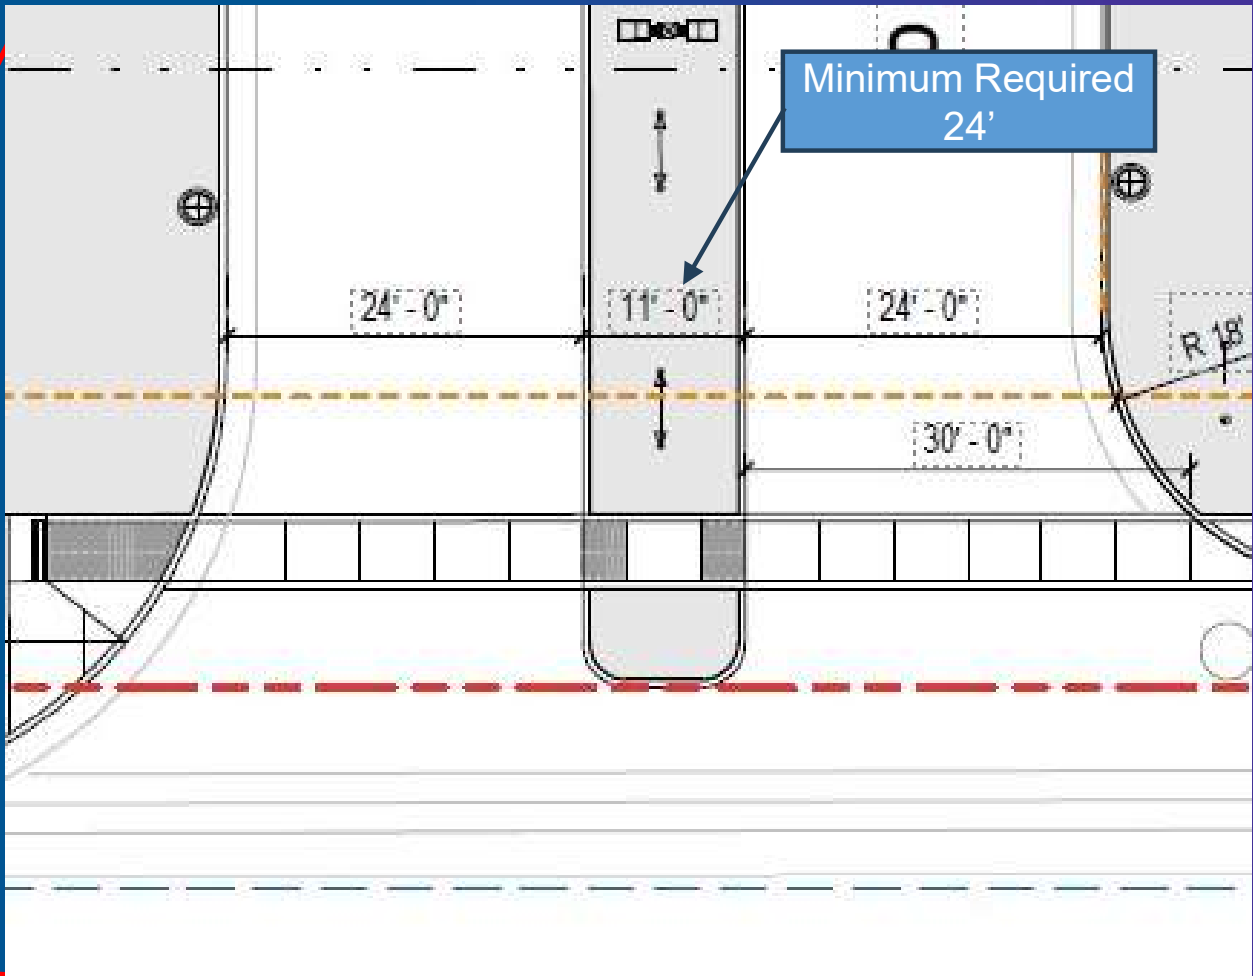 Minimum Required
24’
24' - 0"
11' - 0"
24' - 0"
R 18'
30' - 0"